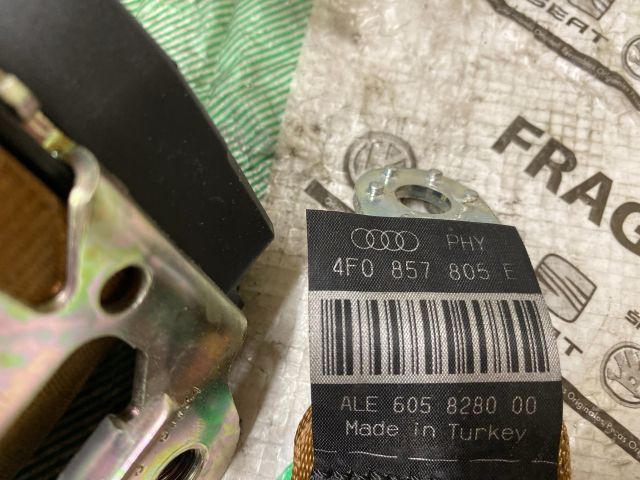 SEAT
FRAG
PHY
4F0 857 805 E
ALE 605 8280 00
Made in Turkey